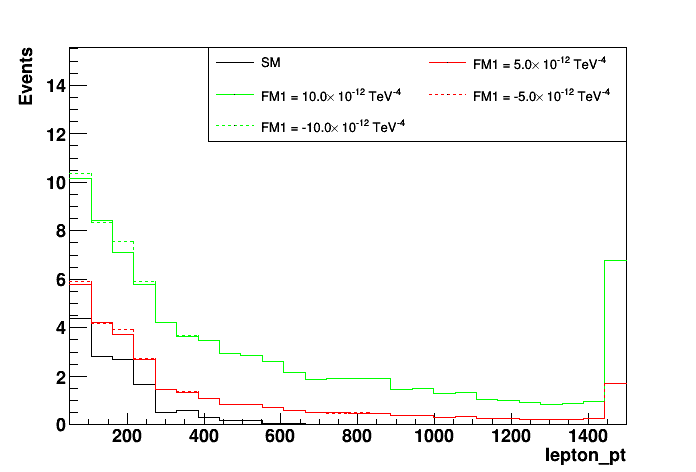 Events
14
12
10
8
6
4
2
0
SM
FM1 = 5.0× 10⁻¹² TeV⁻⁴
FM1 = 10.0× 10⁻¹² TeV⁻⁴
FM1 = -5.0× 10⁻¹² TeV⁻⁴
FM1 = -10.0× 10⁻¹² TeV⁻⁴
200 400 600 800 1000 1200 1400
lepton_pt